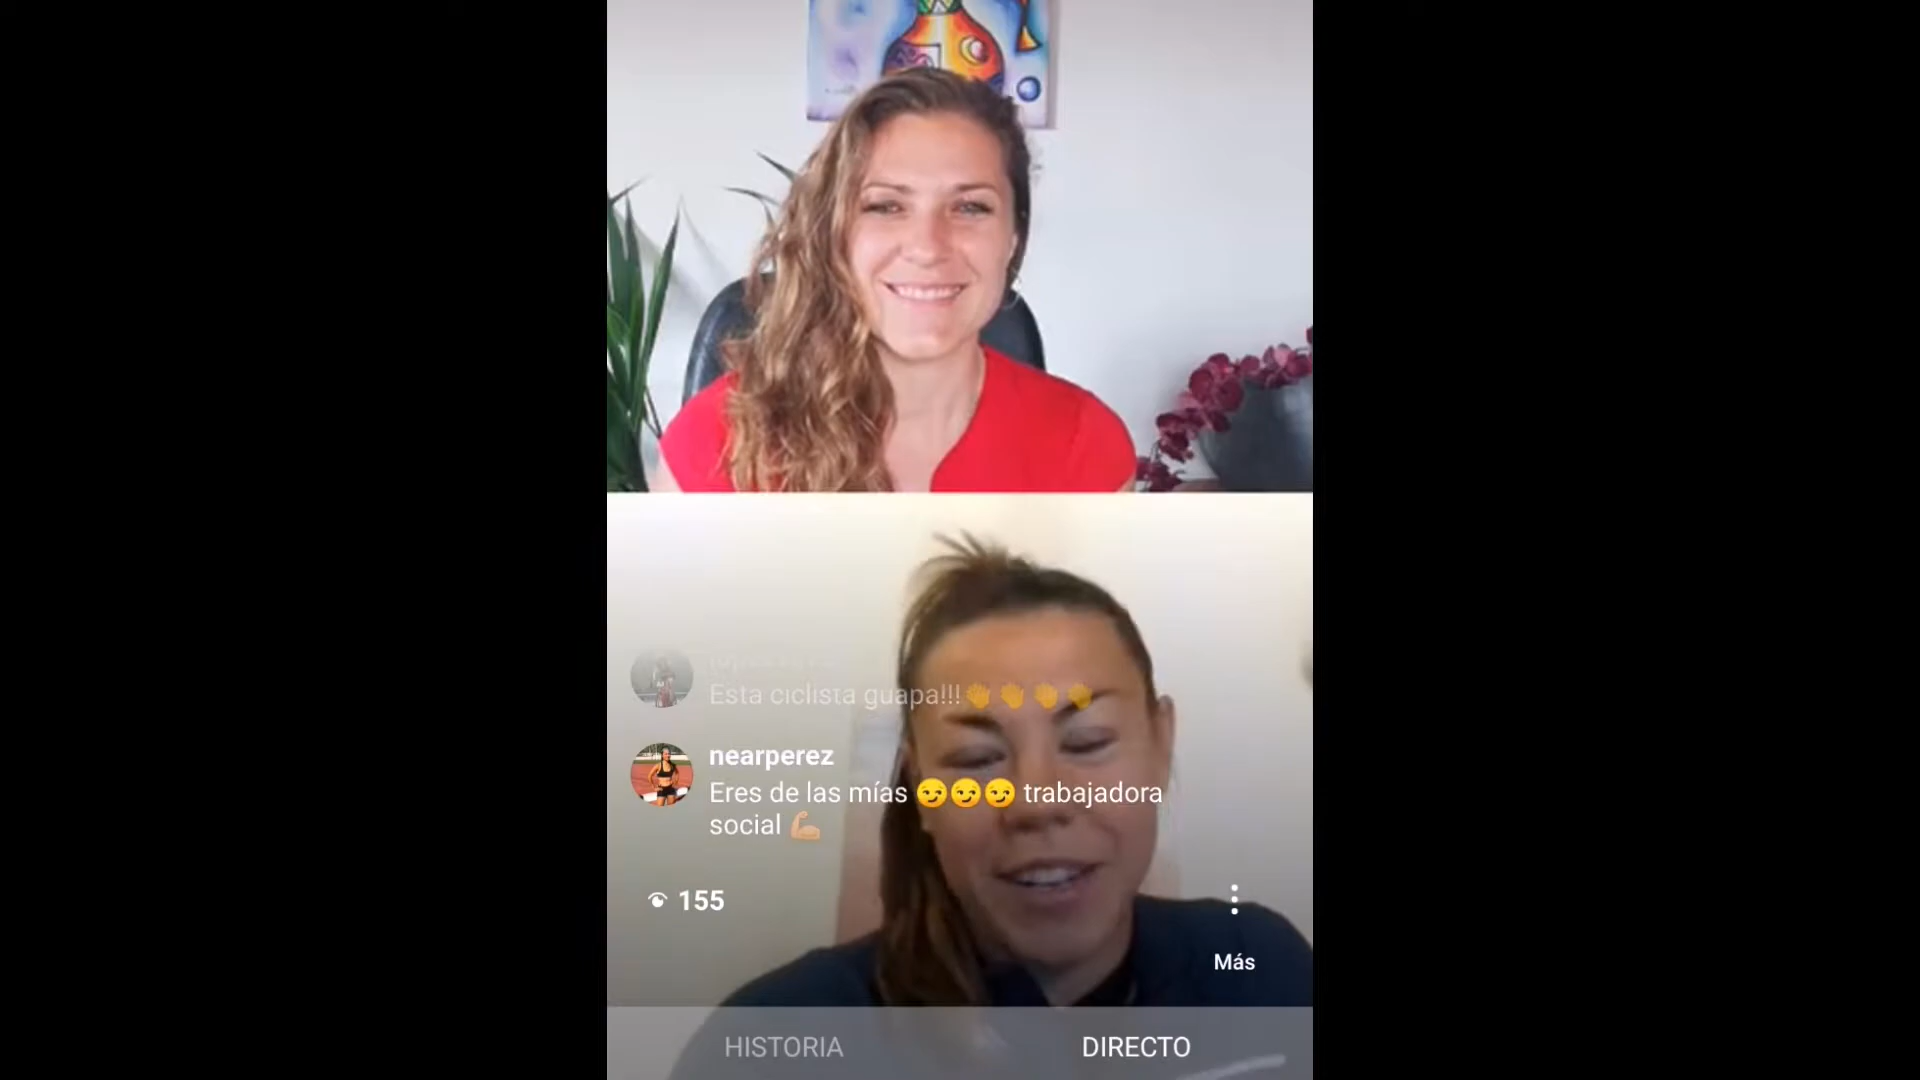 Esta ciclista guapa!!!👏👏👏👏
nearperez
Eres de las mías 😏😏😏 trabajadora
social 💪🏼
155
Más
HISTORIA
DIRECTO